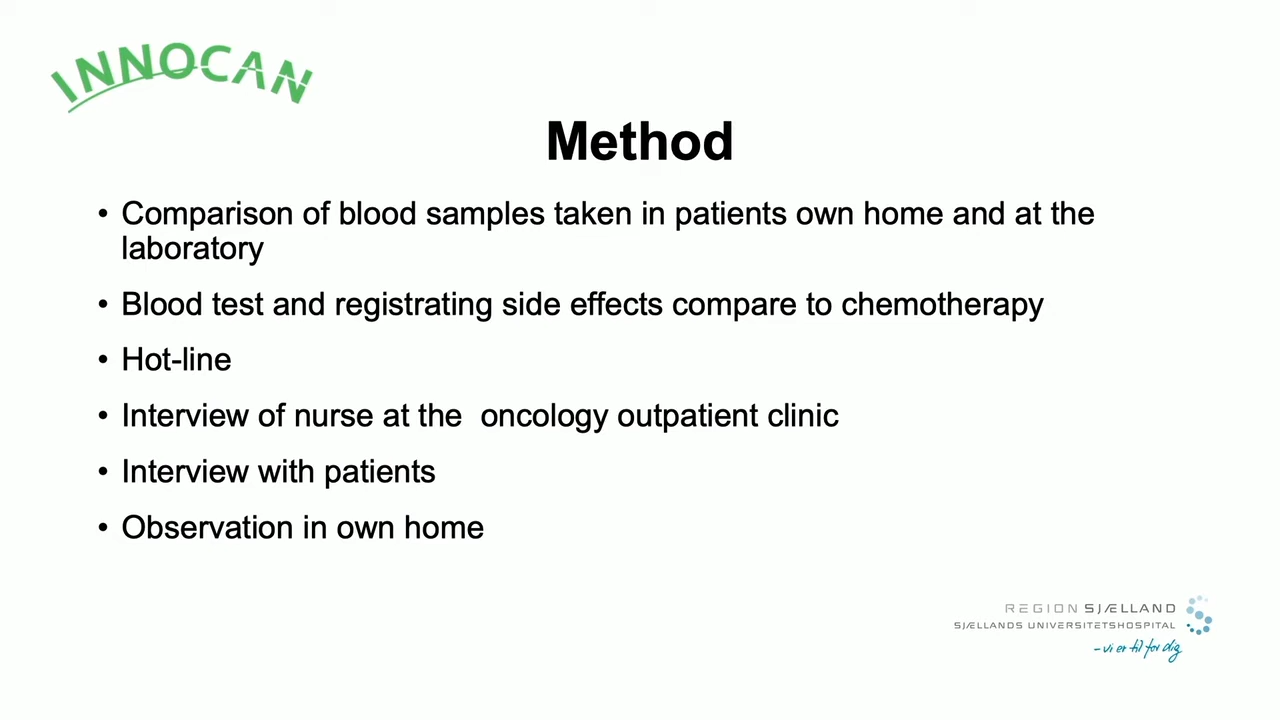 INNOCAN
Method
• Comparison of blood samples taken in patients own home and at the
laboratory
• Blood test and registrating side effects compare to chemotherapy
• Hot-line
• Interview of nurse at the  oncology outpatient clinic
• Interview with patients
• Observation in own home
REGION SJÆLLAND
SJÆLLANDS UNIVERSITETSHOSPITAL
- vi er til for dig